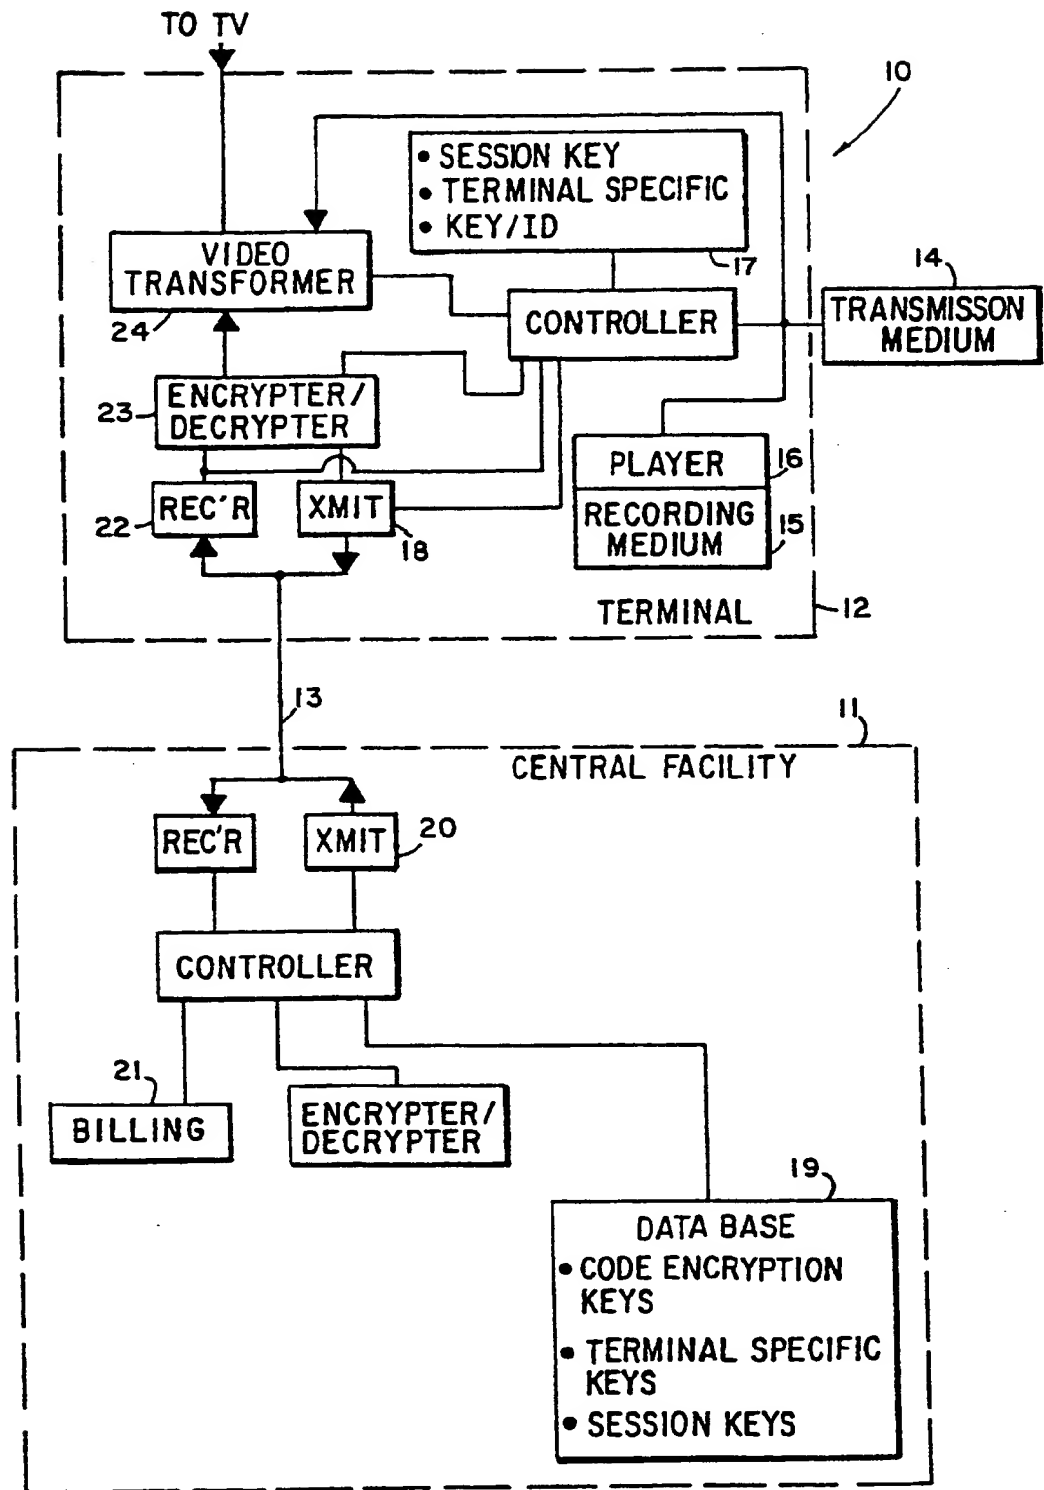 TO TV
10
• SESSION KEY
• TERMINAL SPECIFIC
• KEY/ID
17
VIDEO
TRANSFORMER
24
CONTROLLER
14
TRANSMISSON
MEDIUM
23
ENCRYPTER/
DECRYPTER
PLAYER
16
REC'R
22
XMIT
18
RECORDING
MEDIUM
15
TERMINAL
12
13
11
CENTRAL FACILITY
REC'R
XMIT
20
CONTROLLER
21
BILLING
ENCRYPTER/
DECRYPTER
19
DATA BASE
• CODE ENCRYPTION
KEYS
• TERMINAL SPECIFIC
KEYS
• SESSION KEYS